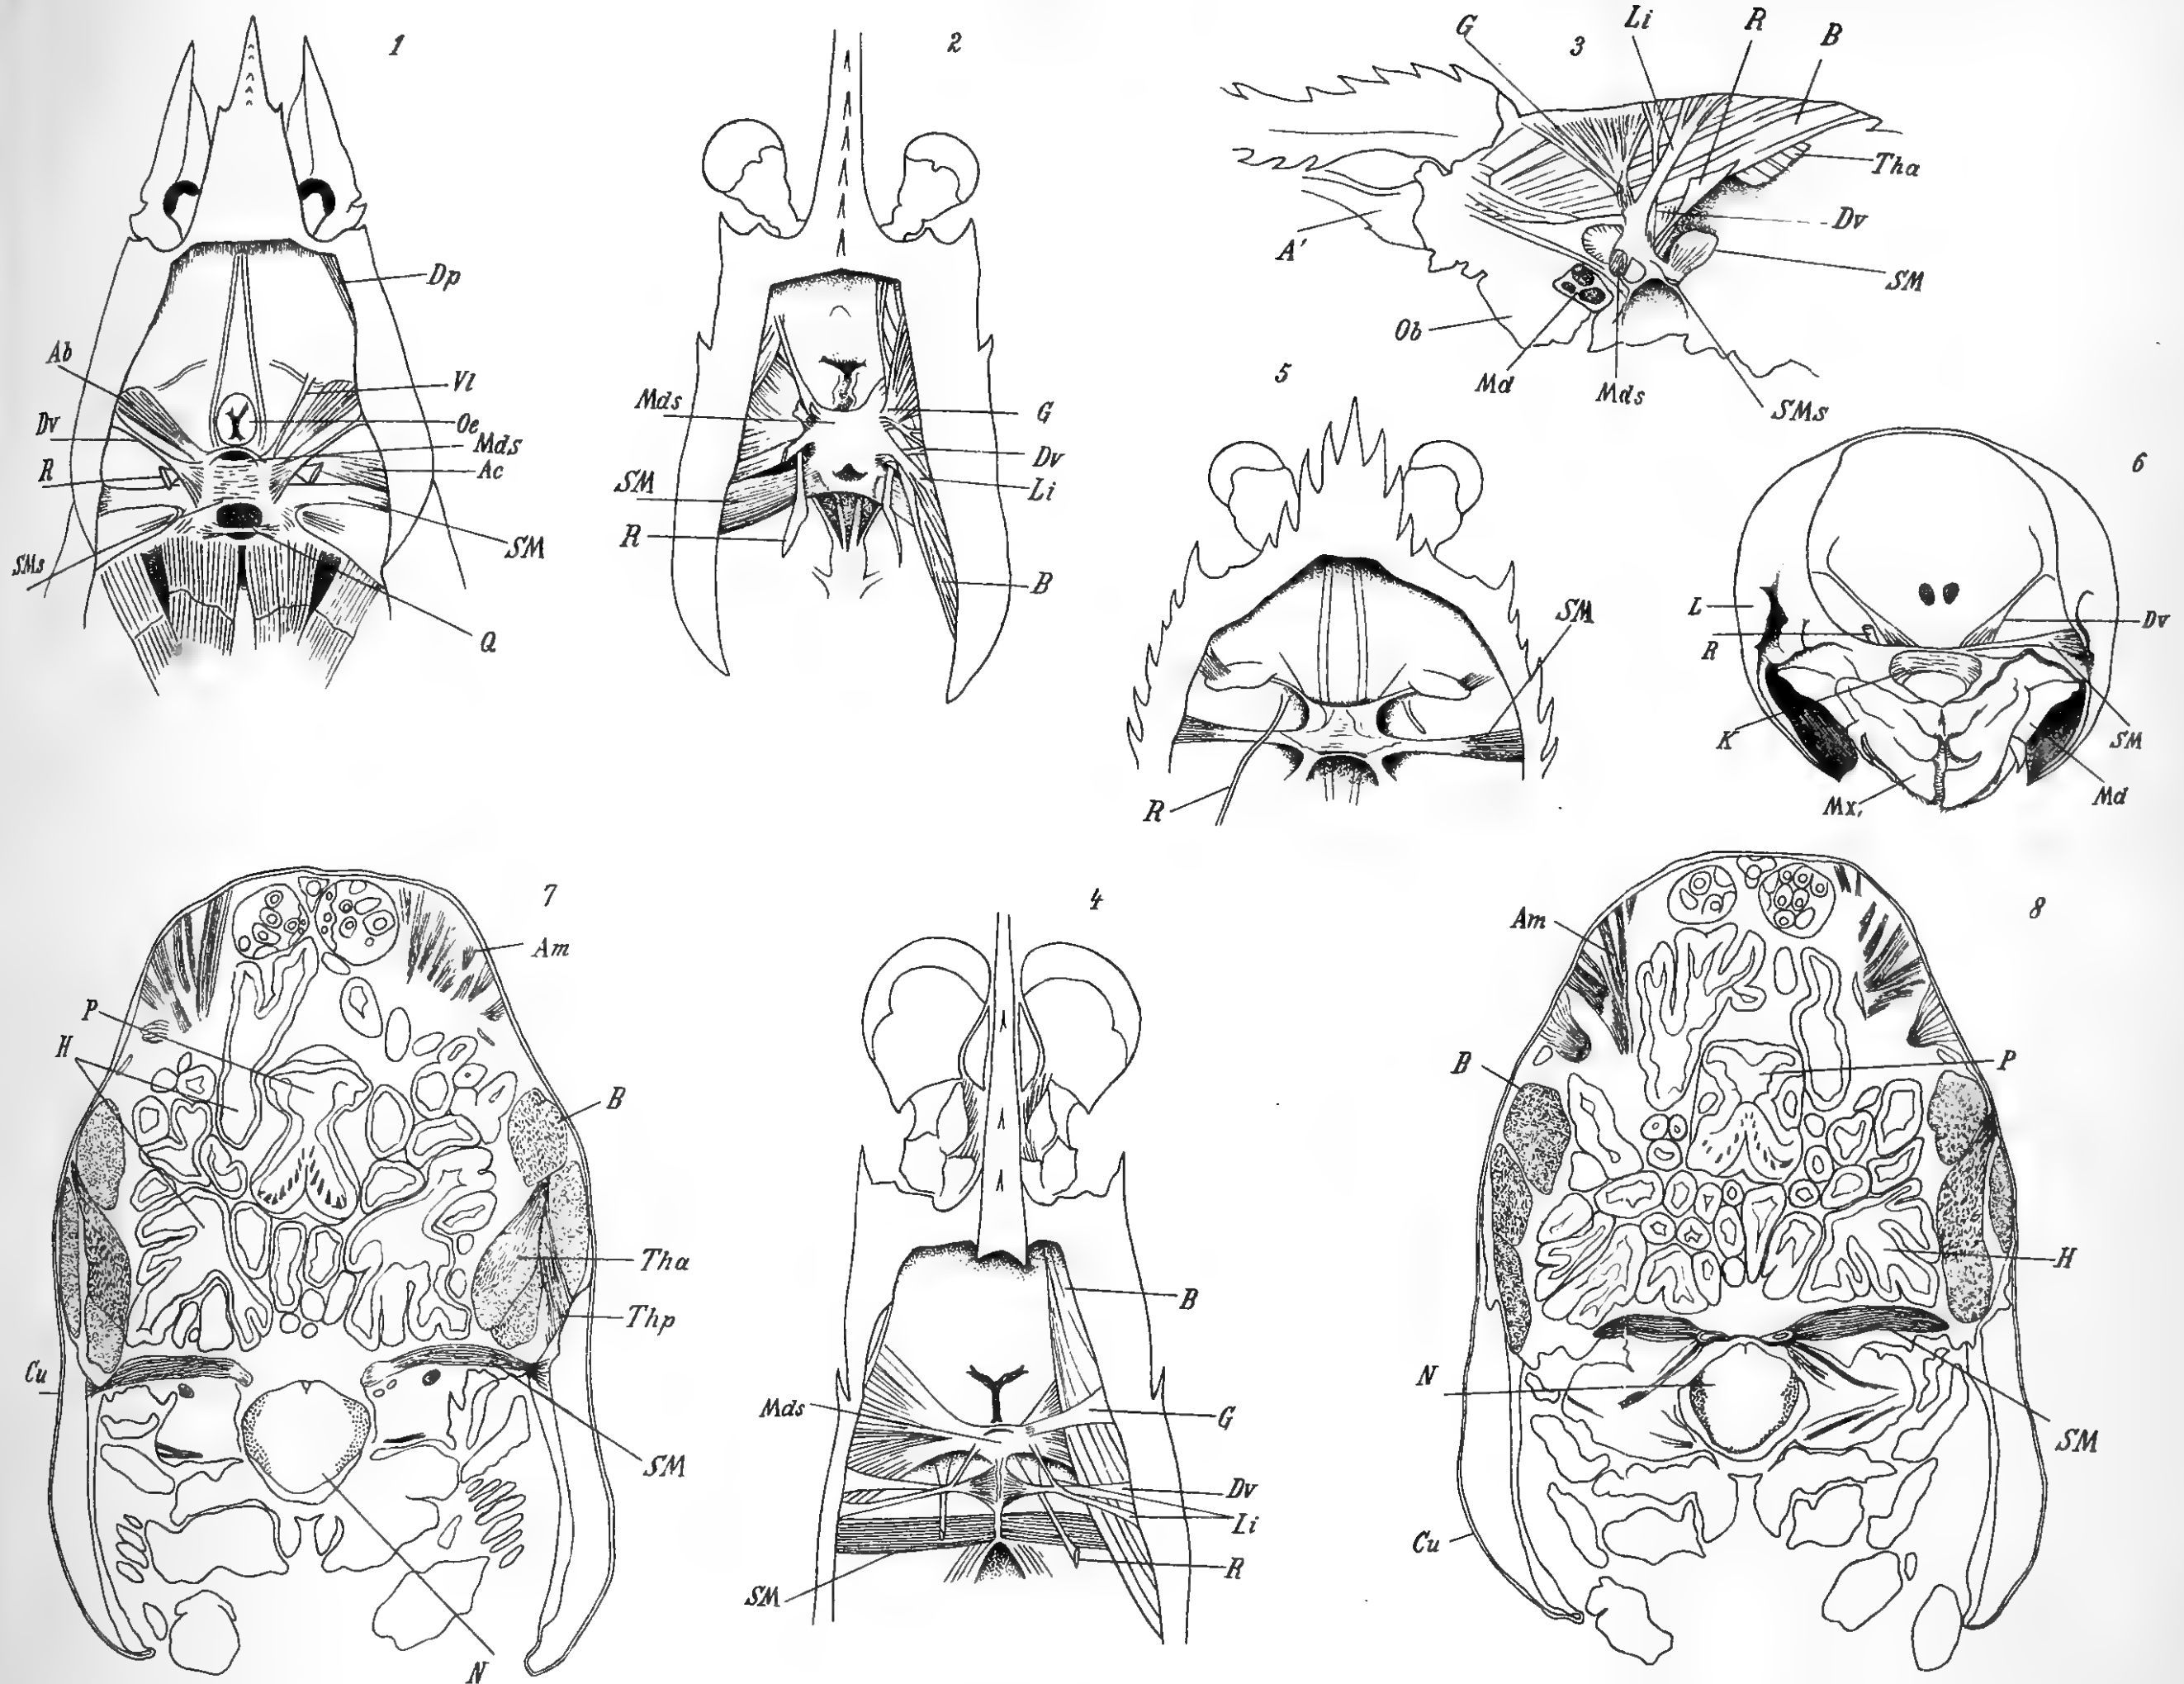 1
Dp
Ab
Vl
Dv
Oe
Mds
R
Ac
SMs
SM
Q
2
Mds
G
Dv
SM
Li
R
B
3
G
Li
R
B
Tha
Dv
A'
SM
Ob
Md
Mds
SMs
5
SM
R
6
L
Dv
R
K
SM
Mx,
Md
7
Am
P
H
B
Tha
Thp
Cu
SM
N
4
B
Mds
G
Dv
Li
SM
R
8
Am
B
P
H
N
SM
Cu